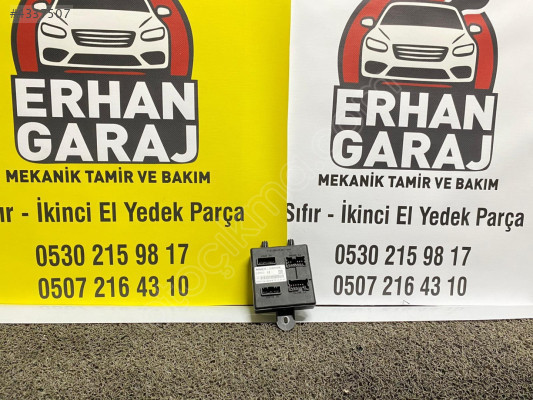 ERHAN
GARAJ
MEKANİK TAMİR VE BAKIM
ıfır - İkinci El Yedek Parça
0530 215 98 17
0507 216 43 10
ERHAN
GARAJ
MEKANİK TAMİR VE BAKIM
Sıfır - İkinci El Yedek Parça
0530 215 98 17
0507 216 43 10